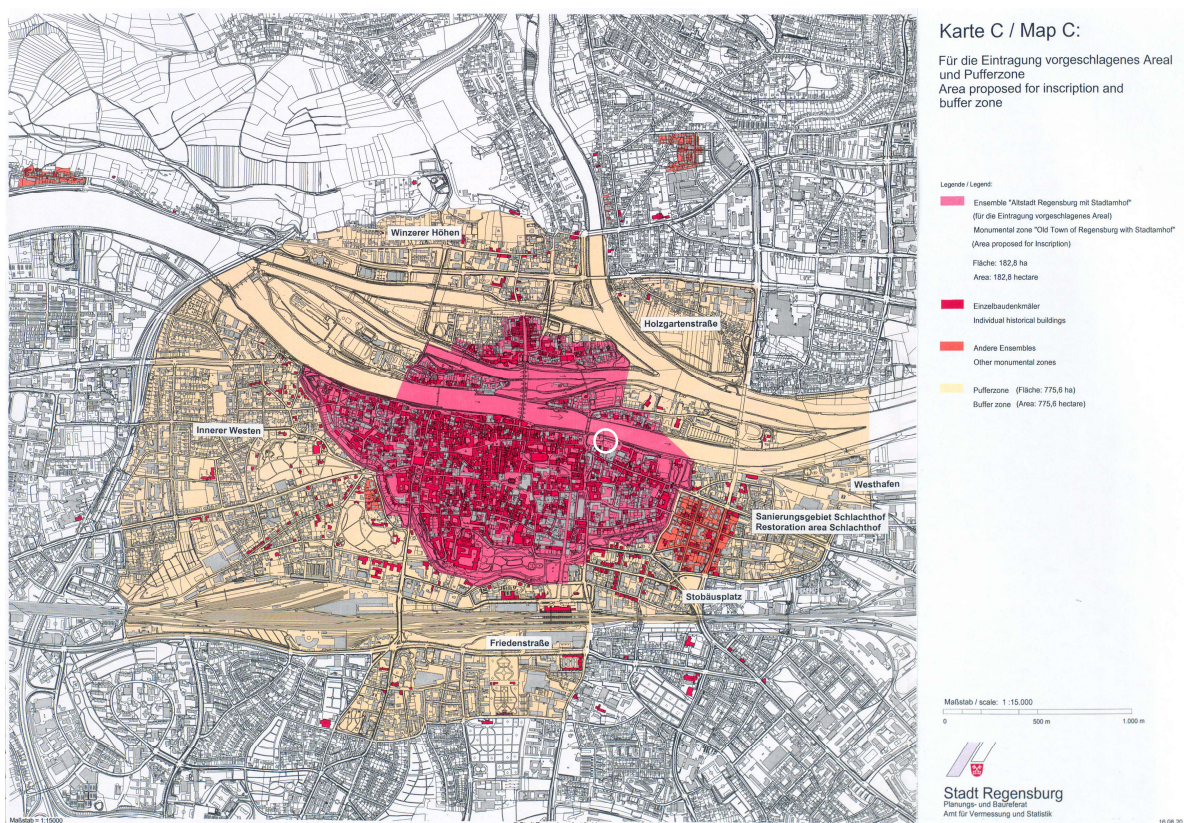 Karte C / Map C:
Für die Eintragung vorgeschlagenes Areal
und Pufferzone
Area proposed for inscription and
buffer zone
Legende / Legend:
Ensemble "Altstadt Regensburg mit Stadtamhof"
(für die Eintragung vorgeschlagenes Areal)
Monumental zone "Old Town of Regensburg with Stadtamhof"
(Area proposed for Inscription)
Fläche: 182,8 ha
Area: 182,8 hectare
Einzelbaudenkmäler
Individual historical buildings
Andere Ensembles
Other monumental zones
Pufferzone (Fläche: 775,6 ha)
Buffer zone (Area: 775,6 hectare)
Winzerer Höhen
Holzgartenstraße
Innerer Westen
Westhafen
Sanierungsgebiet Schlachthof
Restoration area Schlachthof
Stobäusplatz
Friedenstraße
Maßstab / scale: 1 :15.000
0 500 m 1.000 m
Stadt Regensburg
Planungs- und Baureferat
Amt für Vermessung und Statistik
Maßstab = 1:15000